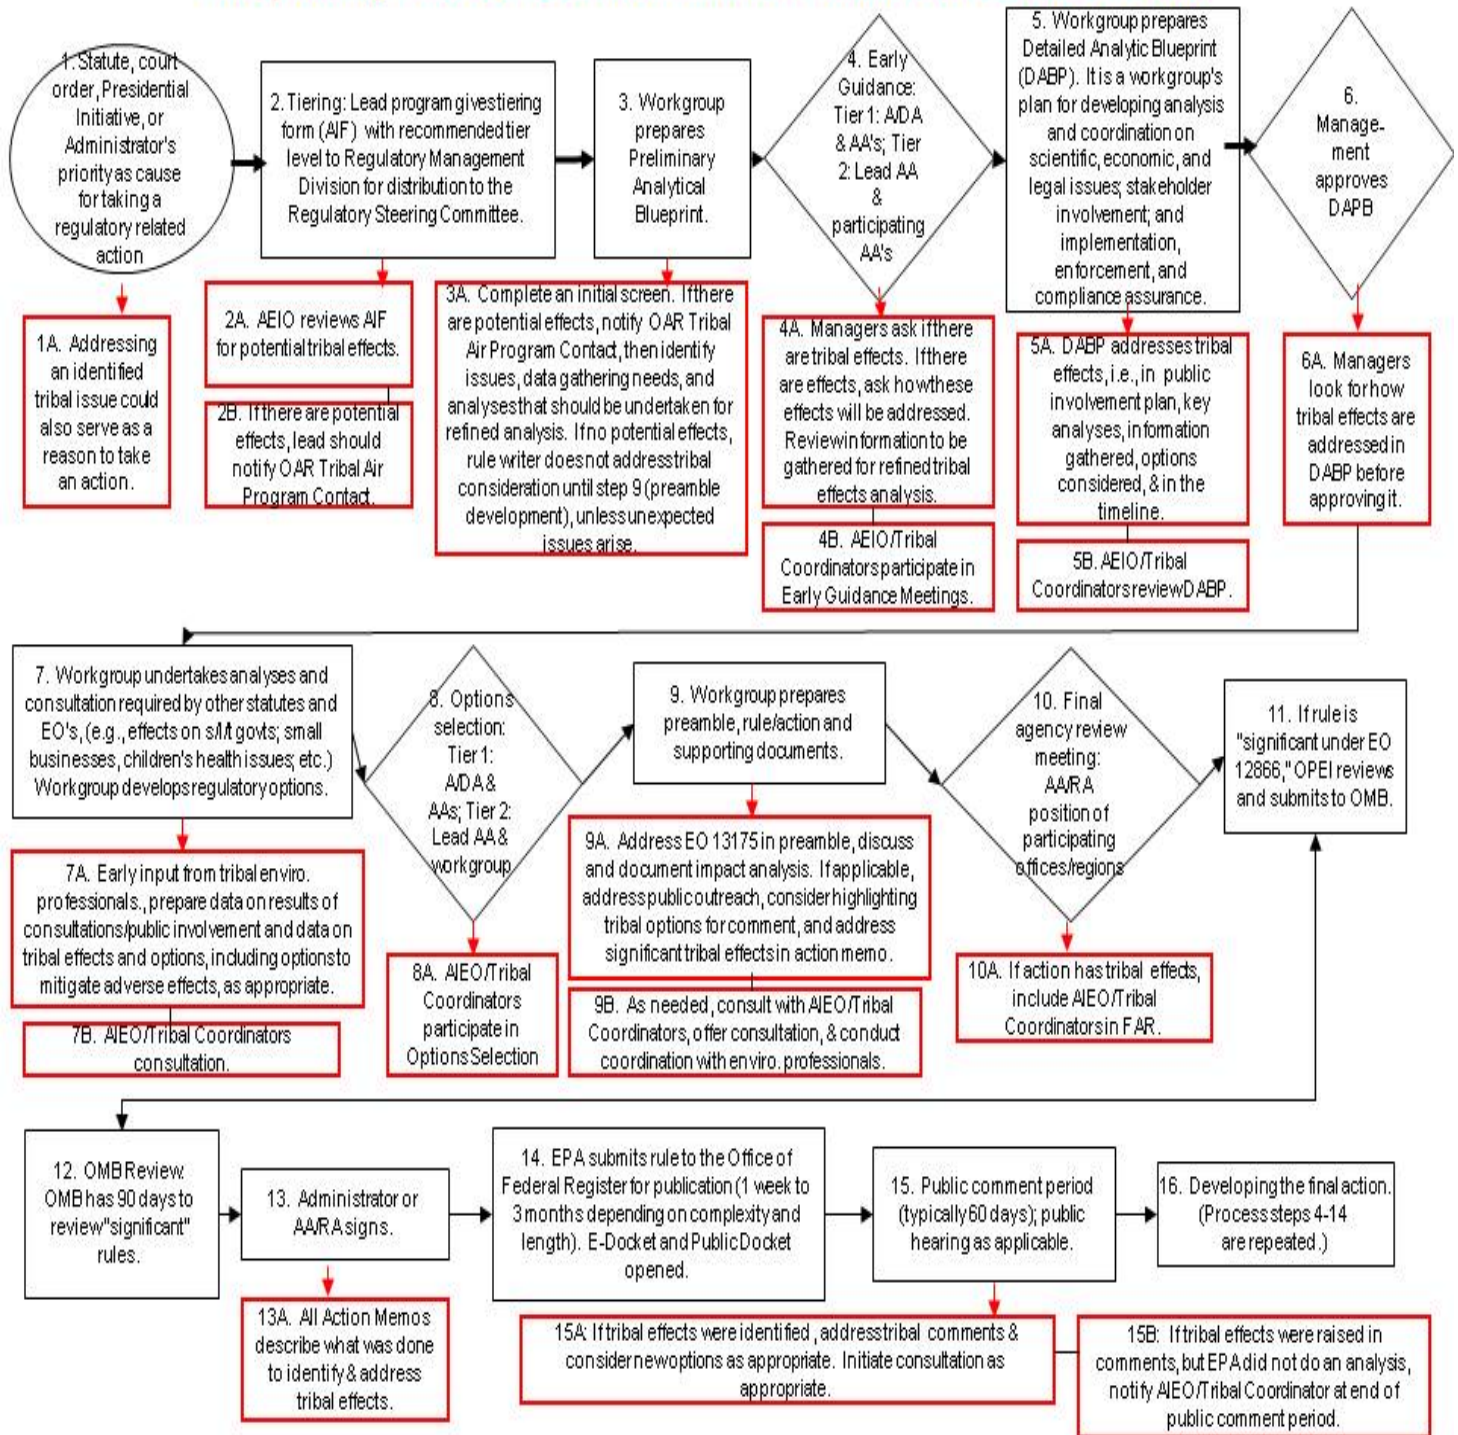 1. Statute, court
order, Presidential
Initiative, or
Administrator's
priority as cause
for taking a
regulatory related
action
2. Tiering: Lead program gives tiering
form (AIF) with recommended tier
level to Regulatory Management
Division for distribution to the
Regulatory Steering Committee.
3. Workgroup
prepares
Preliminary
Analytical
Blueprint.
4. Early
Guidance:
Tier 1: A/DA
& AA's; Tier
2: Lead AA
&
participating
AA's
5. Workgroup prepares
Detailed Analytic Blueprint
(DABP). It is a workgroup's
plan for developing analysis
and coordination on
scientific, economic, and
legal issues; stakeholder
involvement; and
implementation,
enforcement, and
compliance assurance.
6.
Manage-
ment
approves
DAPB
1A. Addressing
an identified
tribal issue could
also serve as a
reason to take
an action.
2A. AEIO reviews AIF
for potential tribal effects.
2B. If there are potential
effects, lead should
notify OAR Tribal Air
Program Contact.
3A. Complete an initial screen. If there
are potential effects, notify OAR Tribal
Air Program Contact, then identify
issues, data gathering needs, and
analyses that should be undertaken for
refined analysis. If no potential effects,
rule writer does not address tribal
consideration until step 9 (preamble
development), unless unexpected
issues arise.
4A. Managers ask if there
are tribal effects. If there
are effects, ask how these
effects will be addressed.
Review information to be
gathered for refined tribal
effects analysis.
4B. AEIO/Tribal
Coordinators participate in
Early Guidance Meetings.
5A. DABP addresses tribal
effects, i.e., in public
involvement plan, key
analyses, information
gathered, options
considered, & in the
timeline.
5B. AEIO/Tribal
Coordinators review DABP.
6A. Managers
look for how
tribal effects are
addressed in
DABP before
approving it.
7. Workgroup undertakes analyses and
consultation required by other statutes and
EO's, (e.g., effects on s/l/t govts; small
businesses, children's health issues; etc.)
Workgroup develops regulatory options.
8. Options
selection:
Tier 1:
A/DA &
AAs; Tier 2:
Lead AA &
workgroup
9. Workgroup prepares
preamble, rule/action and
supporting documents.
10. Final
agency review
meeting:
AA/RA
position of
participating
offices/regions
11. If rule is
"significant under EO
12866," OPEI reviews
and submits to OMB.
7A. Early input from tribal enviro.
professionals., prepare data on results of
consultations/public involvement and data on
tribal effects and options, including options to
mitigate adverse effects, as appropriate.
7B. AIEO/Tribal Coordinators
consultation.
8A. AIEO/Tribal
Coordinators
participate in
Options Selection
9A. Address EO 13175 in preamble, discuss
and document impact analysis. If applicable,
address public outreach, consider highlighting
tribal options for comment, and address
significant tribal effects in action memo.
9B. As needed, consult with AIEO/Tribal
Coordinators, offer consultation, & conduct
coordination with enviro. professionals.
10A. If action has tribal effects,
include AIEO/Tribal
Coordinators in FAR.
12. OMB Review:
OMB has 90 days to
review "significant"
rules.
13. Administrator or
AA/RA signs.
14. EPA submits rule to the Office of
Federal Register for publication (1 week to
3 months depending on complexity and
length). E-Docket and Public Docket
opened.
15. Public comment period
(typically 60 days); public
hearing as applicable.
16. Developing the final action.
(Process steps 4-14
are repeated.)
13A. All Action Memos
describe what was done
to identify & address
tribal effects.
15A: If tribal effects were identified, address tribal comments &
consider new options as appropriate. Initiate consultation as
appropriate.
15B: If tribal effects were raised in
comments, but EPA did not do an analysis,
notify AIEO/Tribal Coordinator at end of
public comment period.